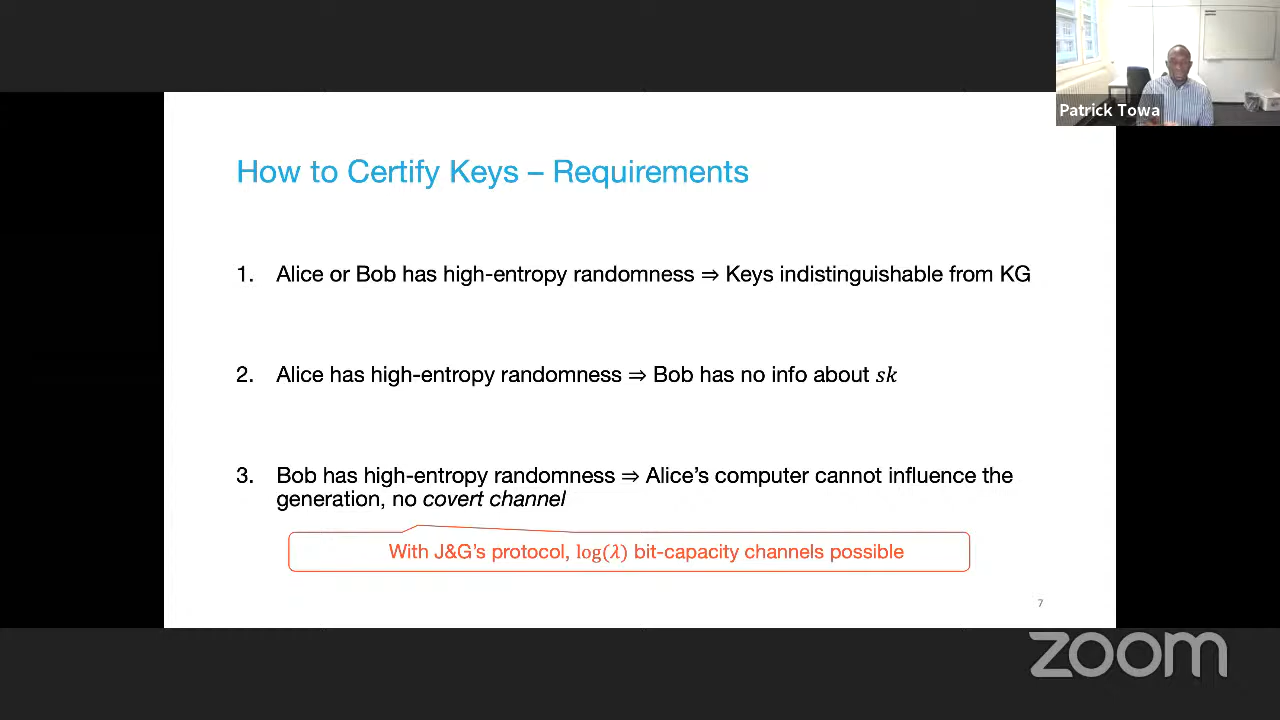 Patrick Towa
How to Certify Keys – Requirements
1. Alice or Bob has high-entropy randomness ⇒ Keys indistinguishable from KG
2. Alice has high-entropy randomness ⇒ Bob has no info about sk
3. Bob has high-entropy randomness ⇒ Alice's computer cannot influence the
generation, no covert channel
With J&G's protocol, log(λ) bit-capacity channels possible
7
zoom